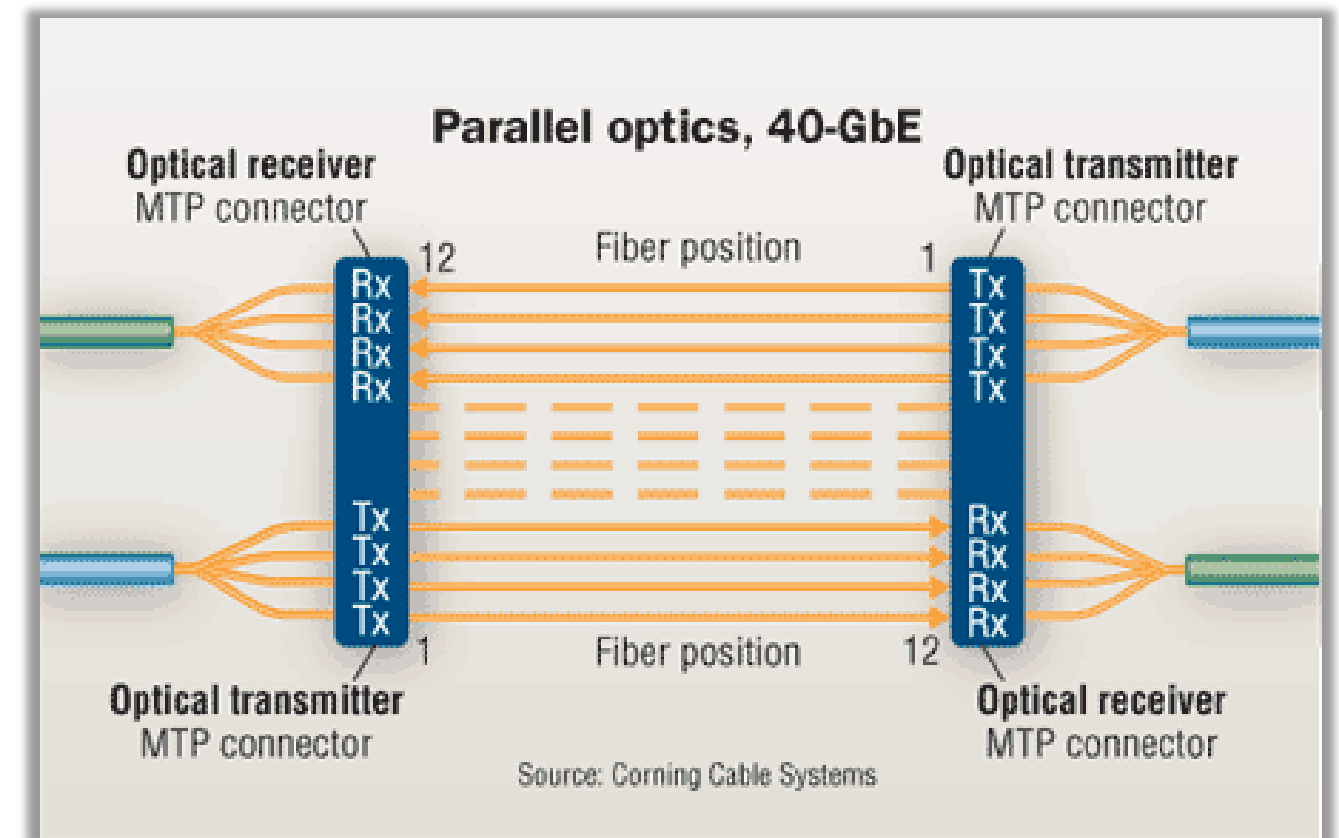 Parallel optics, 40-GbE
Optical receiver
MTP connector
Optical transmitter
MTP connector
12
Fiber position
1
Rx
Rx
Rx
Rx
Tx
Tx
Tx
Tx
Tx
Tx
Tx
Tx
Rx
Rx
Rx
Rx
1
Fiber position
12
Optical transmitter
MTP connector
Optical receiver
MTP connector
Source: Corning Cable Systems